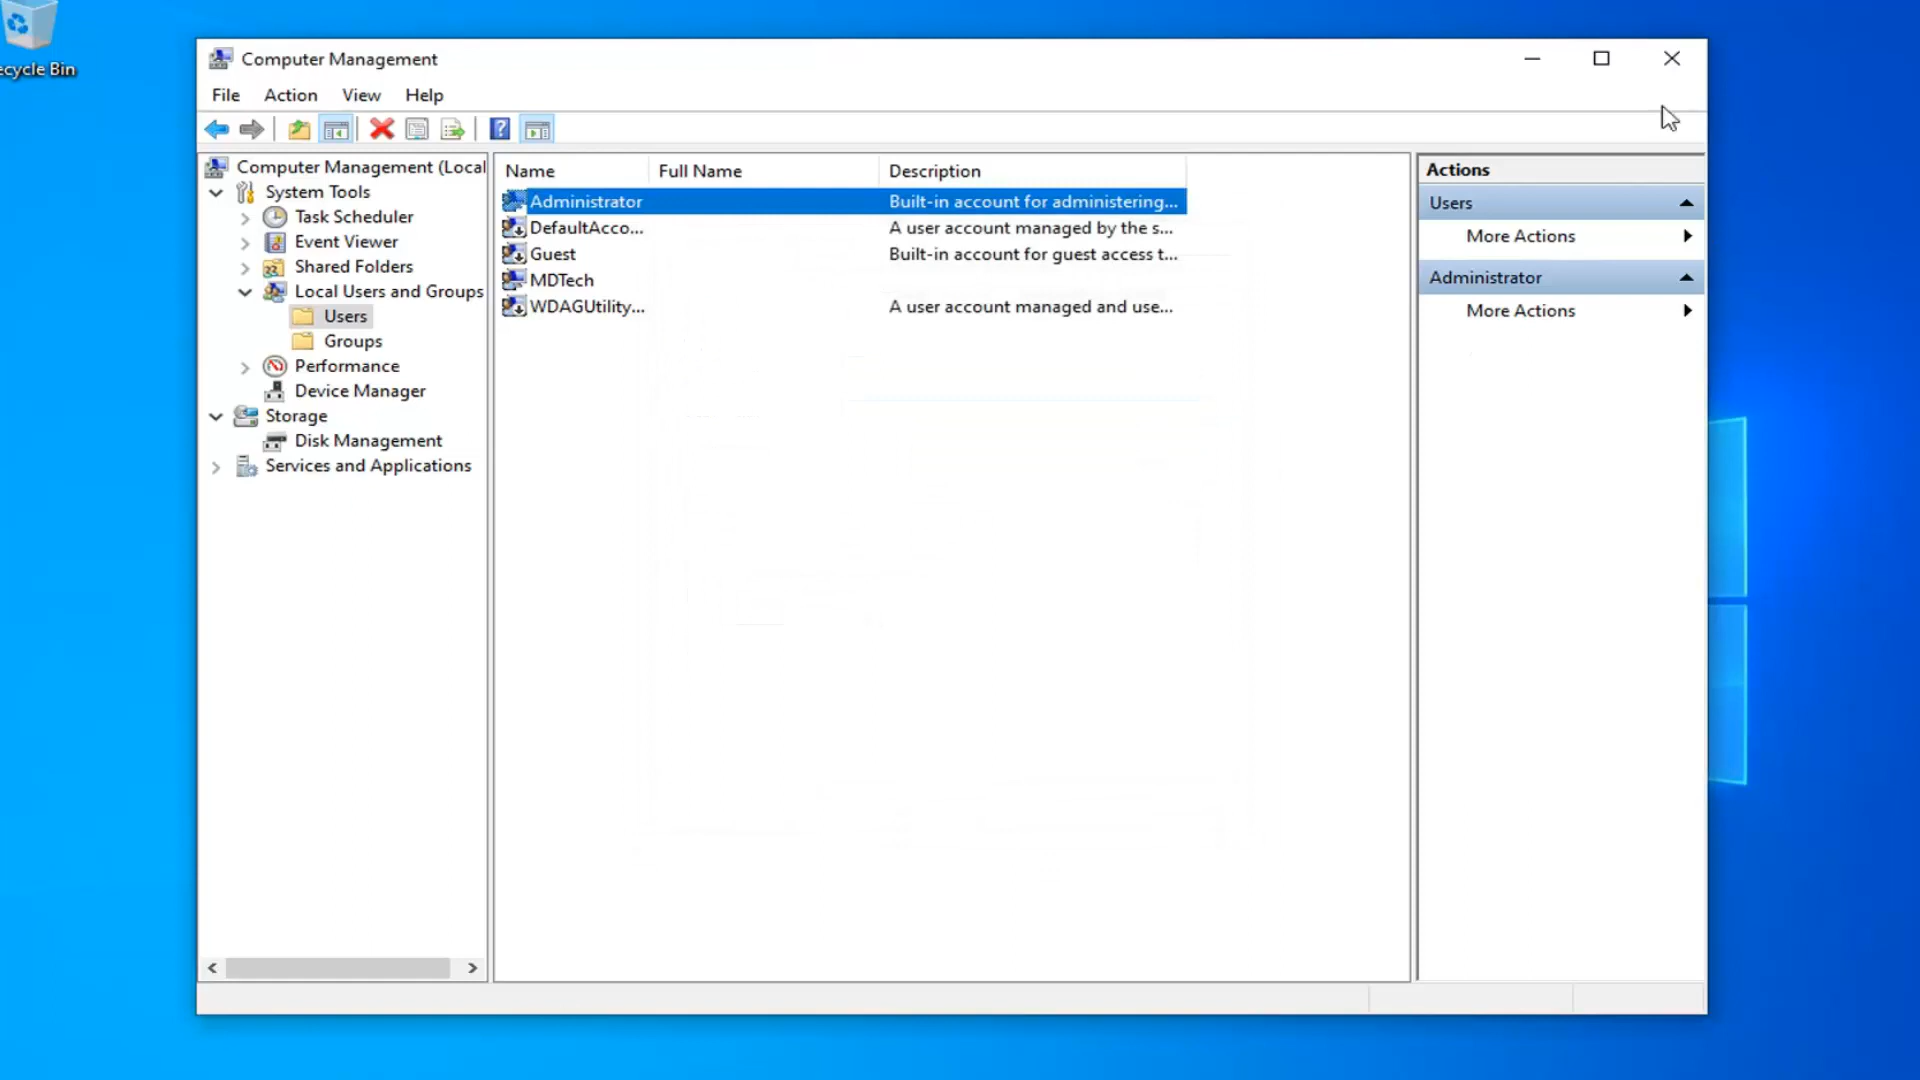 ecycle Bin
Computer Management
File Action View Help
Computer Management (Local
System Tools
Task Scheduler
Event Viewer
Shared Folders
Local Users and Groups
Users
Groups
Performance
Device Manager
Storage
Disk Management
Services and Applications
Name Full Name Description
Administrator Built-in account for administering...
DefaultAcco... A user account managed by the s...
Guest Built-in account for guest access t...
MDTech
WDAGUtility... A user account managed and use...
Actions
Users
More Actions
Administrator
More Actions